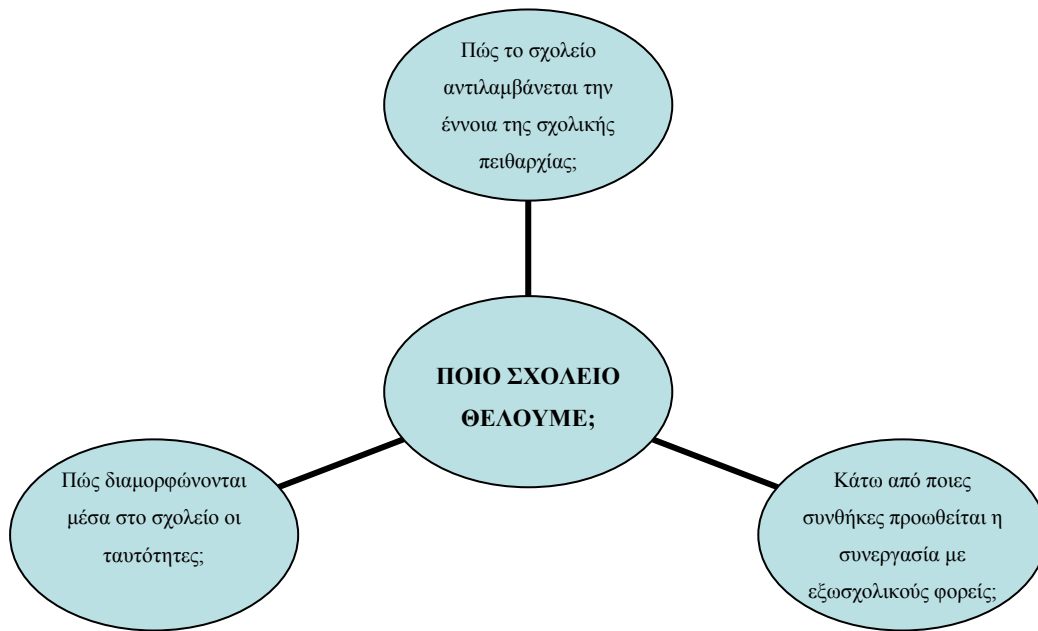 Πώς το σχολείο
αντιλαμβάνεται την
έννοια της σχολικής
πειθαρχίας;
ΠΟΙΟ ΣΧΟΛΕΙΟ
ΘΕΛΟΥΜΕ;
Πώς διαμορφώνονται
μέσα στο σχολείο οι
ταυτότητες;
Κάτω από ποιες
συνθήκες προωθείται η
συνεργασία με
εξωσχολικούς φορείς;